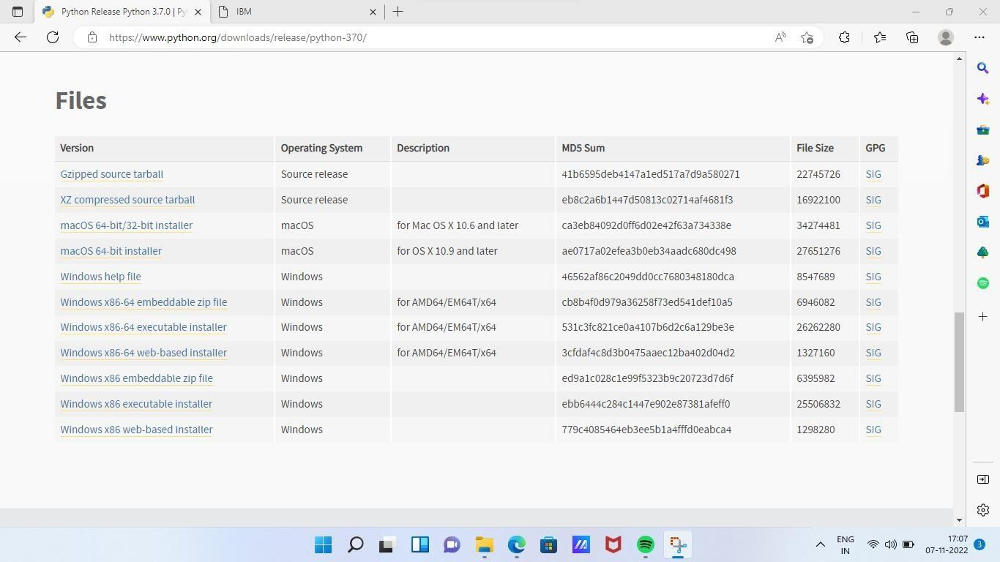 Python Release Python 3.7.0 | Py
IBM
https://www.python.org/downloads/release/python-370/
Files
Version Operating System Description MD5 Sum File Size GPG
Gzipped source tarball Source release 41b6595deb4147a1ed517a7d9a580271 22745726 SIG
XZ compressed source tarball Source release eb8c2a6b1447d50813c02714af4681f3 16922100 SIG
macOS 64-bit/32-bit installer macOS for Mac OS X 10.6 and later ca3eb84092d0ff6d02e42f63a734338e 34274481 SIG
macOS 64-bit installer macOS for OS X 10.9 and later ae0717a02efea3b0eb34aadc680dc498 27651276 SIG
Windows help file Windows 46562af86c2049dd0cc7680348180dca 8547689 SIG
Windows x86-64 embeddable zip file Windows for AMD64/EM64T/x64 cb8b4f0d979a36258f73ed541def10a5 6946082 SIG
Windows x86-64 executable installer Windows for AMD64/EM64T/x64 531c3fc821ce0a4107b6d2c6a129be3e 26262280 SIG
Windows x86-64 web-based installer Windows for AMD64/EM64T/x64 3cfdaf4c8d3b0475aaec12ba402d04d2 1327160 SIG
Windows x86 embeddable zip file Windows ed9a1c028c1e99f5323b9c20723d7d6f 6395982 SIG
Windows x86 executable installer Windows ebb6444c284c1447e902e87381afeff0 25506832 SIG
Windows x86 web-based installer Windows 779c4085464eb3ee5b1a4fffd0eabca4 1298280 SIG
ENG
IN
17:07
07-11-2022
3